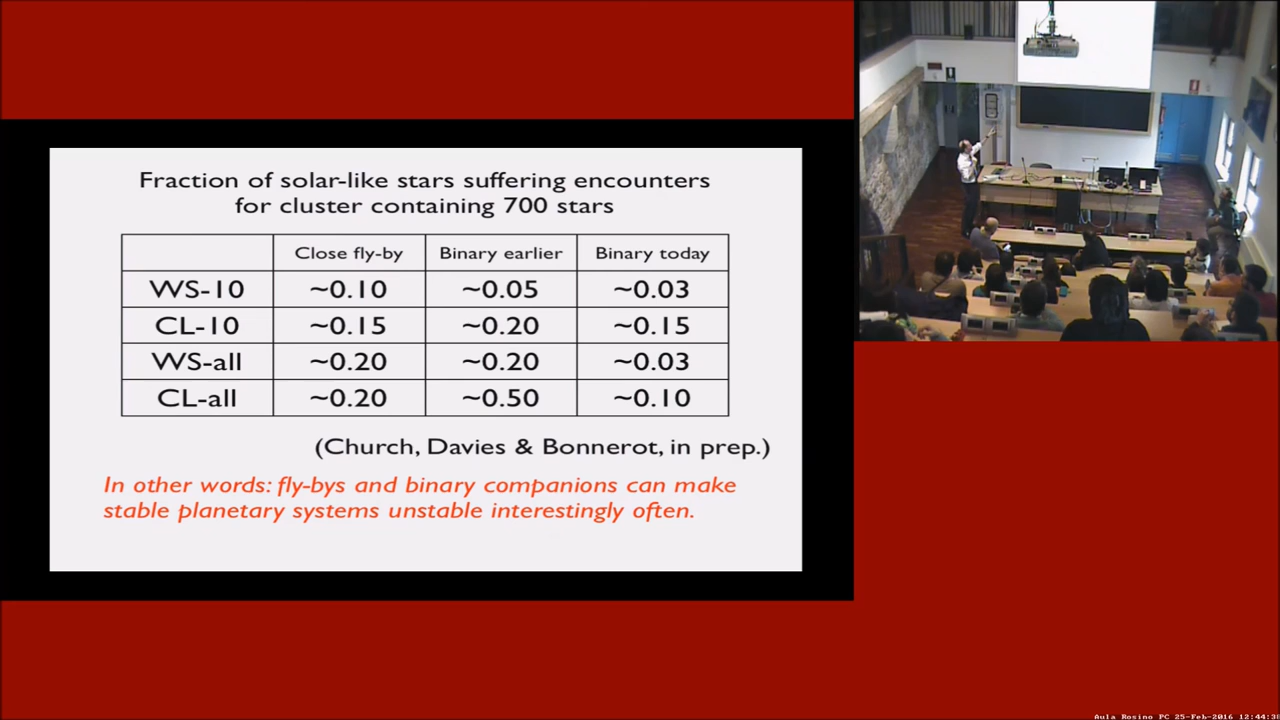 Fraction of solar-like stars suffering encounters
for cluster containing 700 stars
Close fly-by Binary earlier Binary today
WS-10 ~0.10 ~0.05 ~0.03
CL-10 ~0.15 ~0.20 ~0.15
WS-all ~0.20 ~0.20 ~0.03
CL-all ~0.20 ~0.50 ~0.10
(Church, Davies & Bonnerot, in prep.)
In other words: fly-bys and binary companions can make
stable planetary systems unstable interestingly often.
Aula Rosino PC 25-Feb-2016